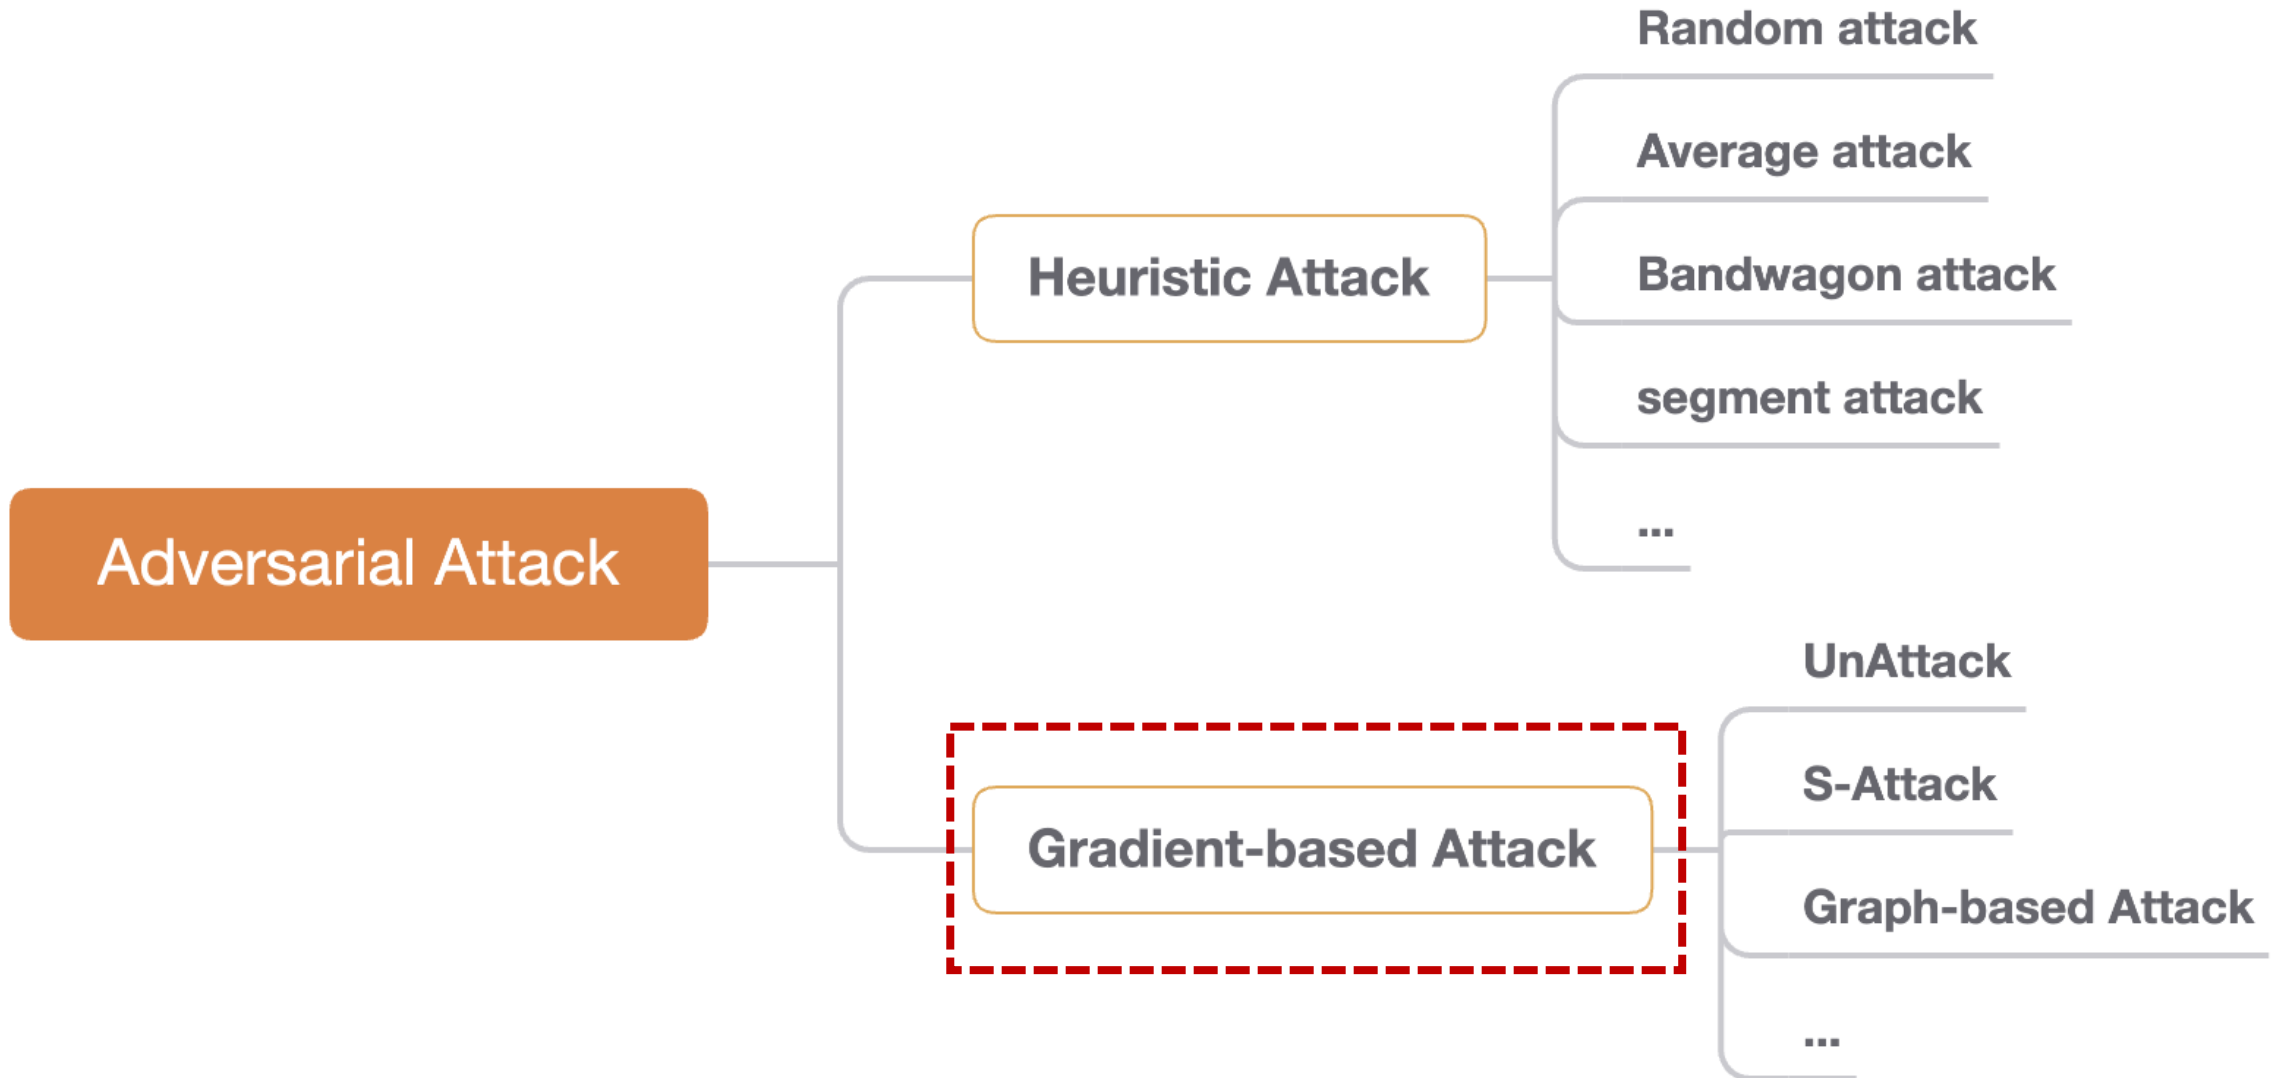 Random attack
Average attack
Heuristic Attack
Bandwagon attack
segment attack
...
Adversarial Attack
UnAttack
S-Attack
Gradient-based Attack
Graph-based Attack
...